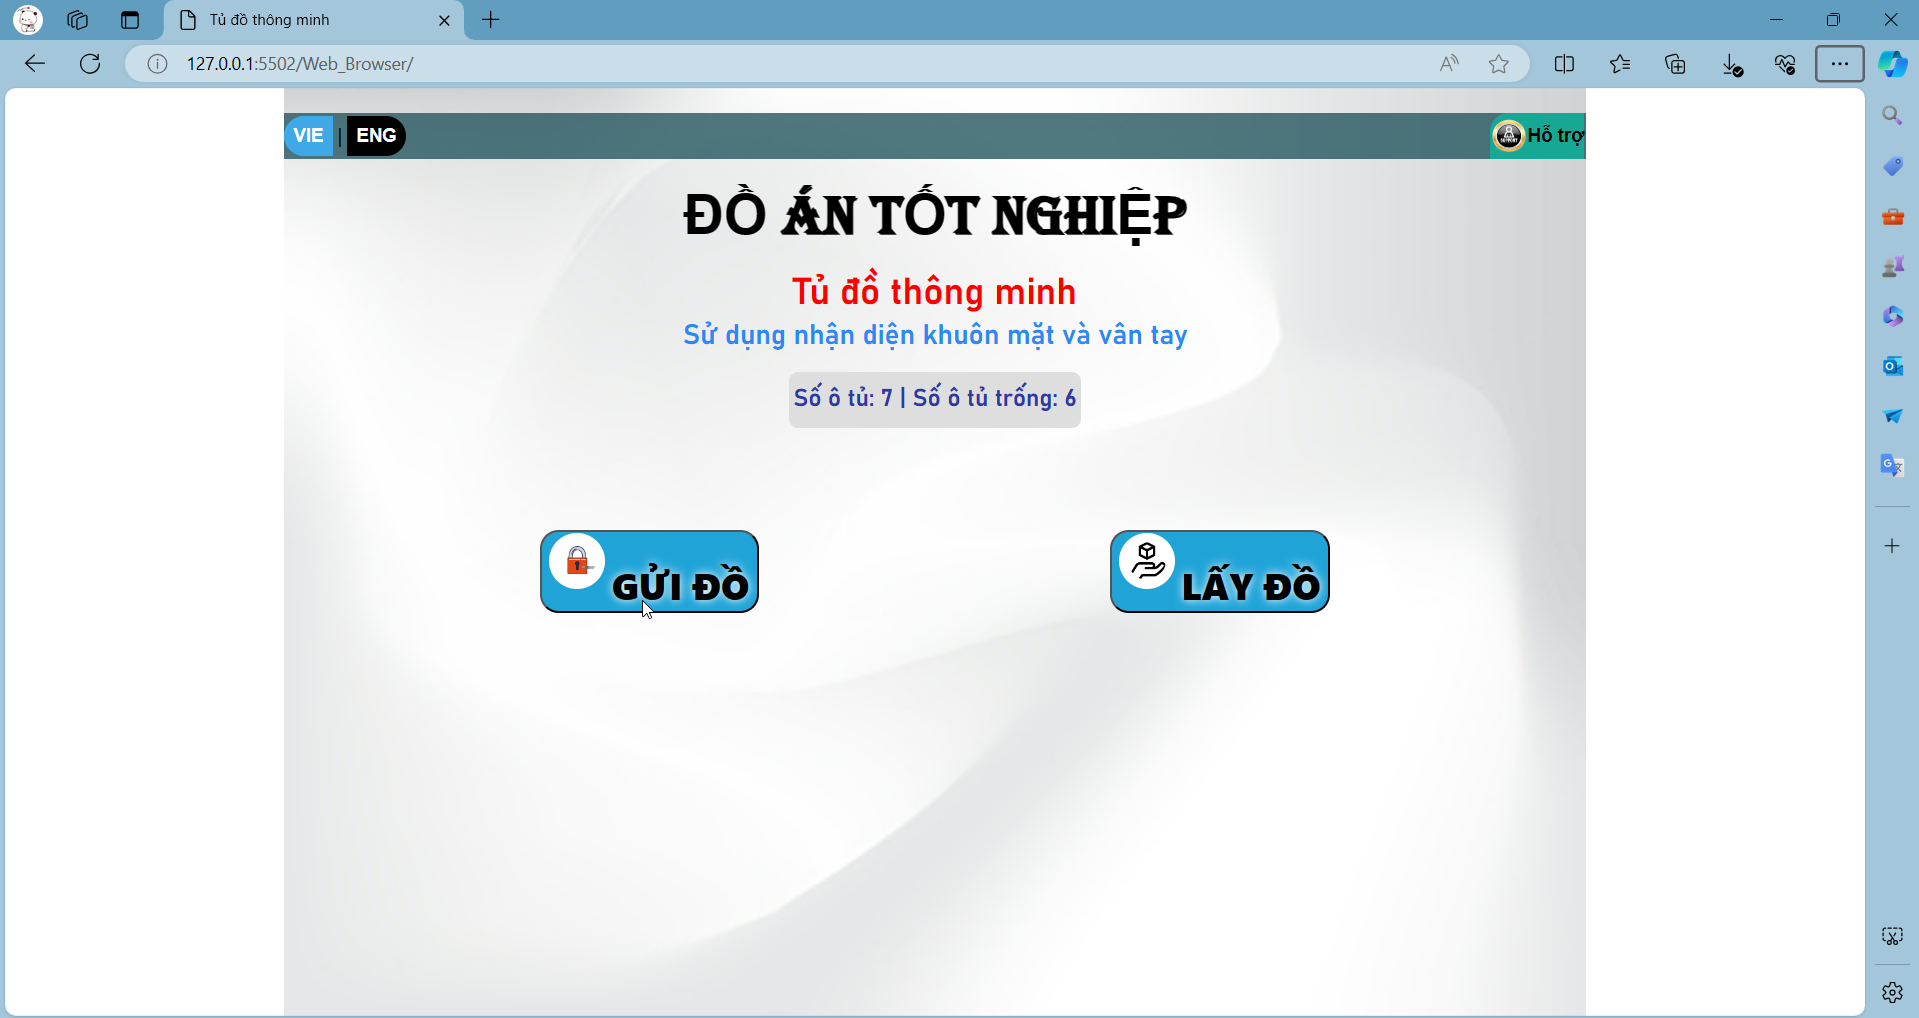 Tủ đồ thông minh
127.0.0.1:5502/Web_Browser/
VIE | ENG
SUPPORT Hỗ trợ
ĐỒ ÁN TỐT NGHIỆP
Tủ đồ thông minh
Sử dụng nhận diện khuôn mặt và vân tay
Số ô tủ: 7 | Số ô tủ trống: 6
GỬI ĐỒ
LẤY ĐỒ